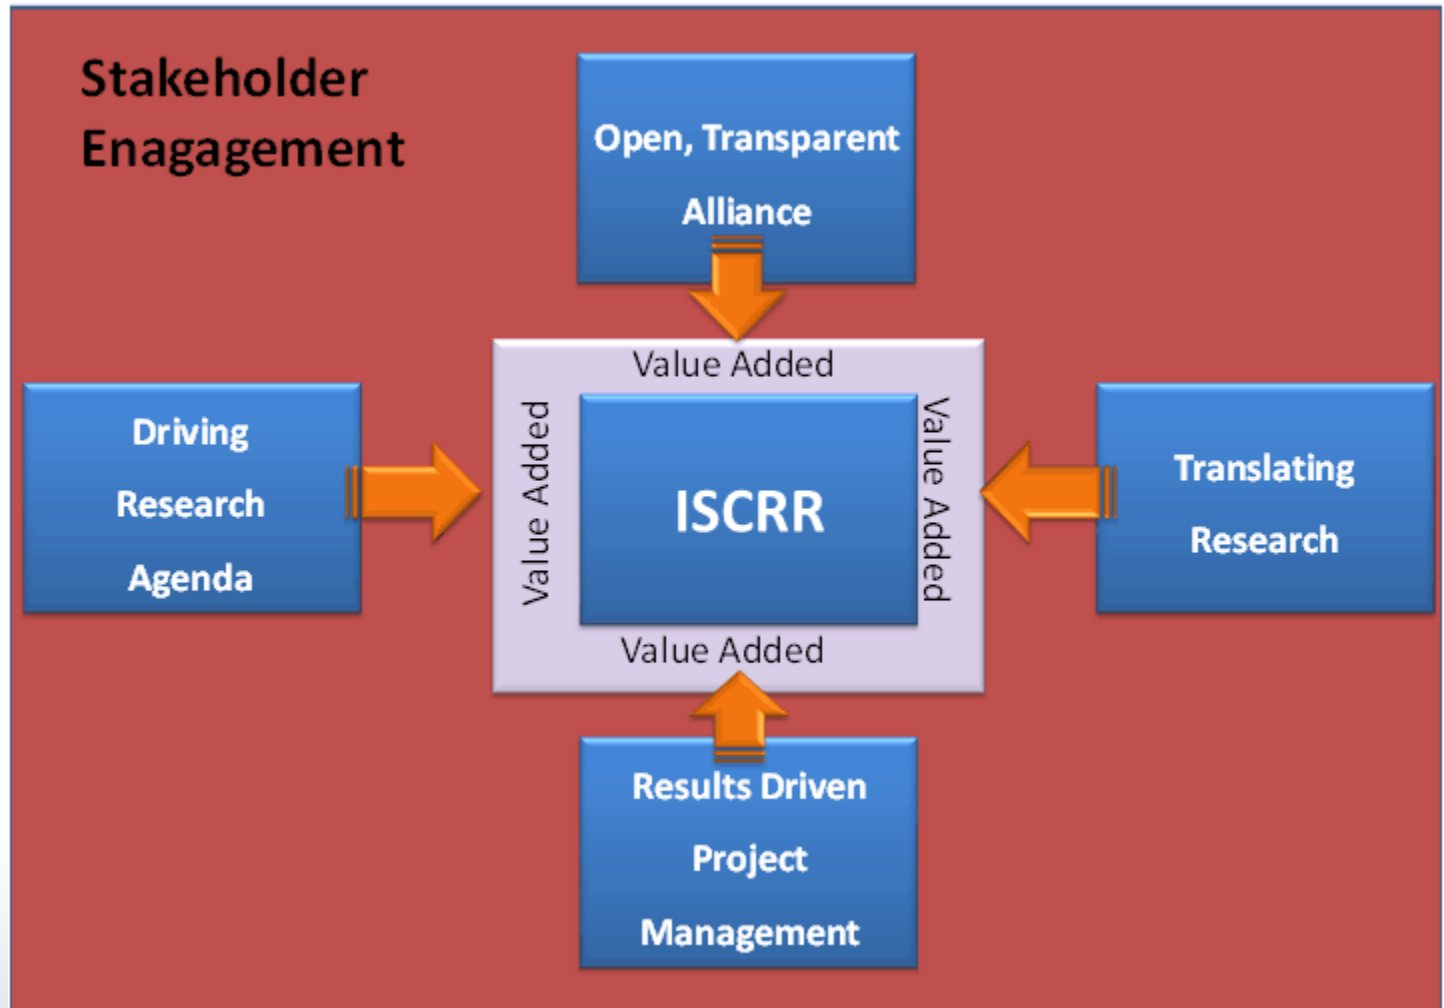 Stakeholder
Enagagement
Open, Transparent
Alliance
Value Added
Driving
Research
Agenda
Value Added
ISCRR
Value Added
Translating
Research
Value Added
Results Driven
Project
Management